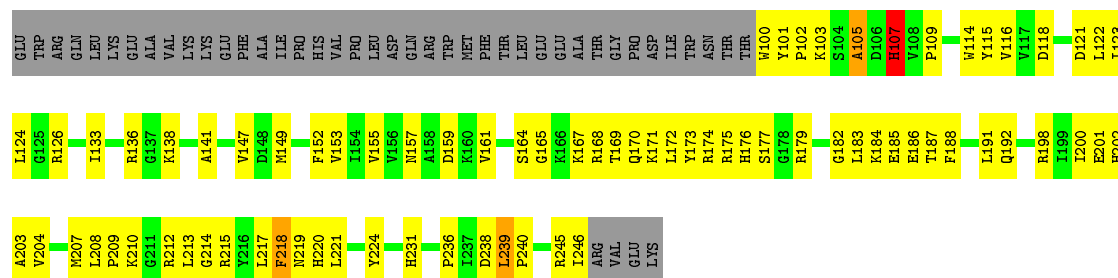 GLU TRP ARG GLN LEU LYS GLU ALA VAL LYS LYS GLU PHE ALA ILE PRO HIS VAL PRO LEU ASP GLN ARG TRP MET PHE THR LEU GLU GLU ALA THR GLY PRO ASP ILE TRP ASN THR THR W100 Y101 P102 K103 S104 A105 D106 H107 V108 P109 W114 Y115 V116 V117 D118 D121 L122
L124 G125 R126 I133 R136 G137 K138 A141 V147 D148 M149 F152 V153 I154 V155 V156 N157 A158 D159 K160 V161 S164 G165 K166 K167 R168 T169 Q170 K171 L172 Y173 R174 R175 H176 S177 G178 R179 G182 L183 K184 E185 E186 T187 F188 L191 Q192 R198 I199 I200 E201
A203 V204 M207 L208 P209 K210 G211 R212 L213 G214 R215 Y216 L217 F218 N219 H220 L221 Y224 H231 P236 I237 D238 L239 P240 R245 I246 ARG VAL GLU LYS